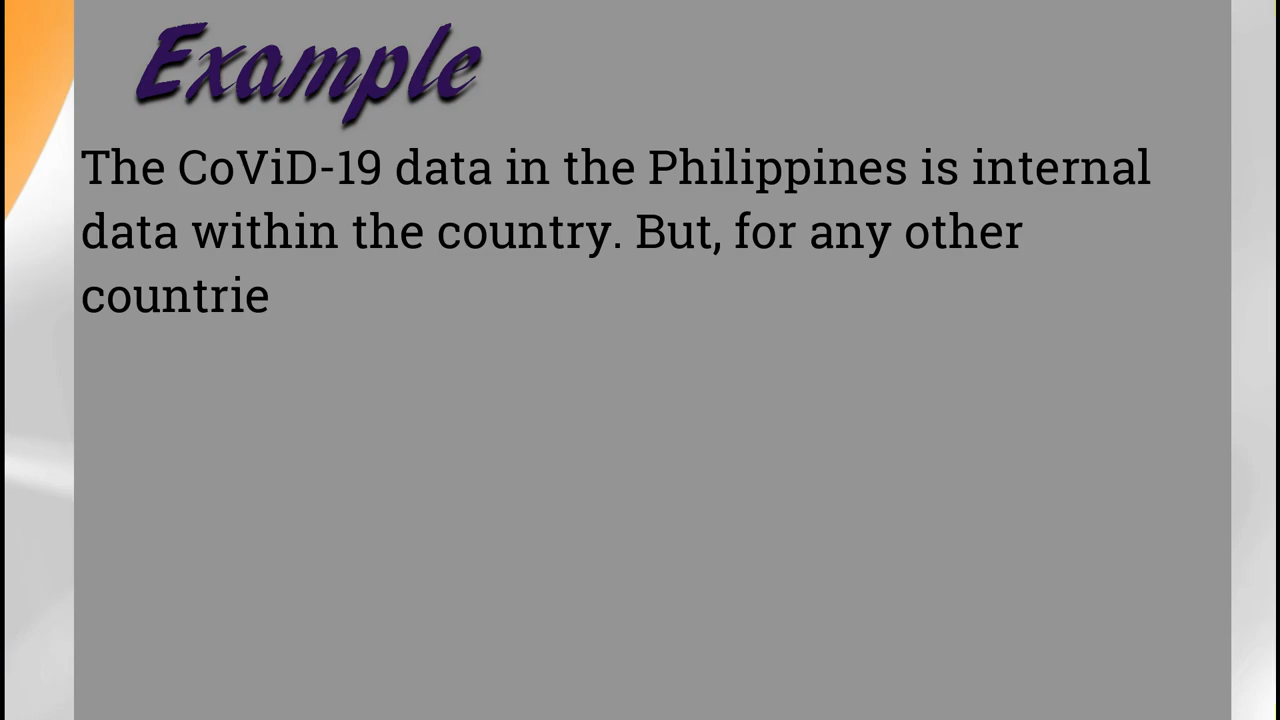 Example
The CoViD-19 data in the Philippines is internal
data within the country. But, for any other
countrie